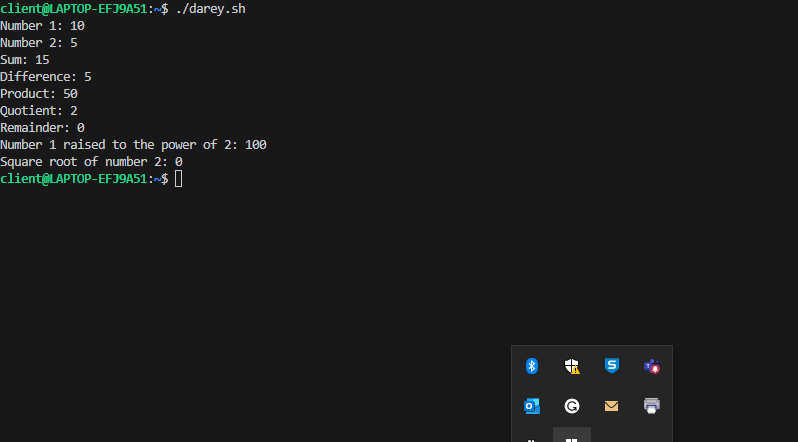 client@LAPTOP-EFJ9A51:~$ ./darey.sh
Number 1: 10
Number 2: 5
Sum: 15
Difference: 5
Product: 50
Quotient: 2
Remainder: 0
Number 1 raised to the power of 2: 100
Square root of number 2: 0
client@LAPTOP-EFJ9A51:~$